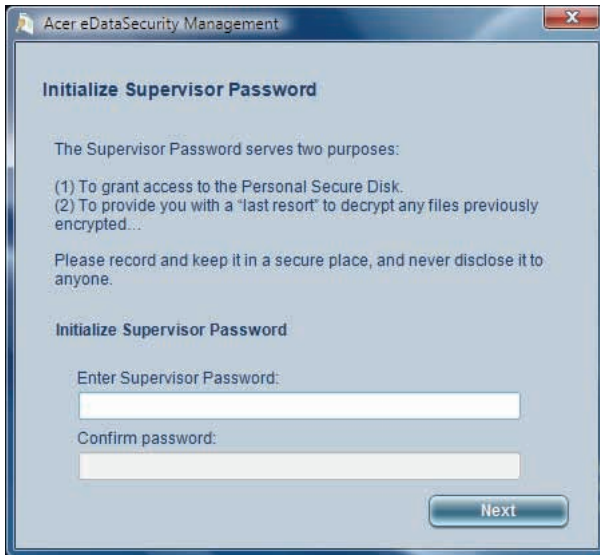 Acer eDataSecurity Management
Initialize Supervisor Password
The Supervisor Password serves two purposes:
(1) To grant access to the Personal Secure Disk.
(2) To provide you with a “last resort” to decrypt any files previously
encrypted...
Please record and keep it in a secure place, and never disclose it to
anyone.
Initialize Supervisor Password
Enter Supervisor Password:
Confirm password:
Next